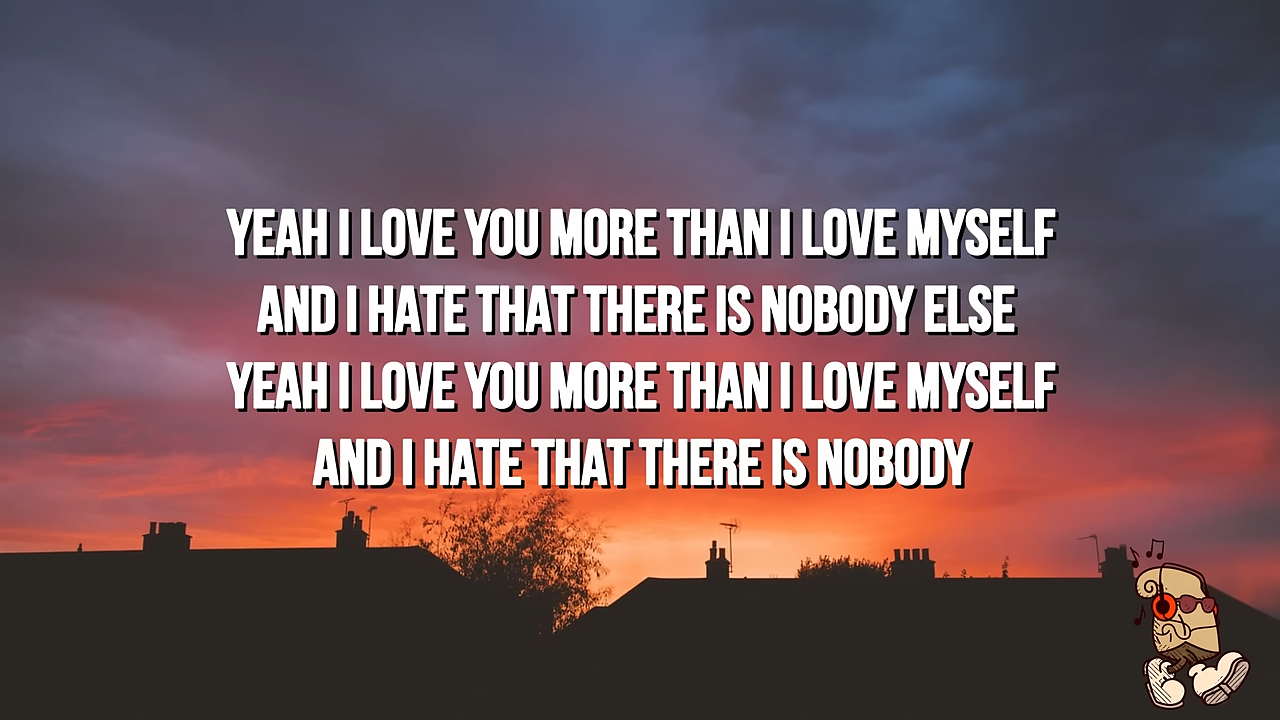 YEAH I LOVE YOU MORE THAN I LOVE MYSELF
AND I HATE THAT THERE IS NOBODY ELSE
YEAH I LOVE YOU MORE THAN I LOVE MYSELF
AND I HATE THAT THERE IS NOBODY